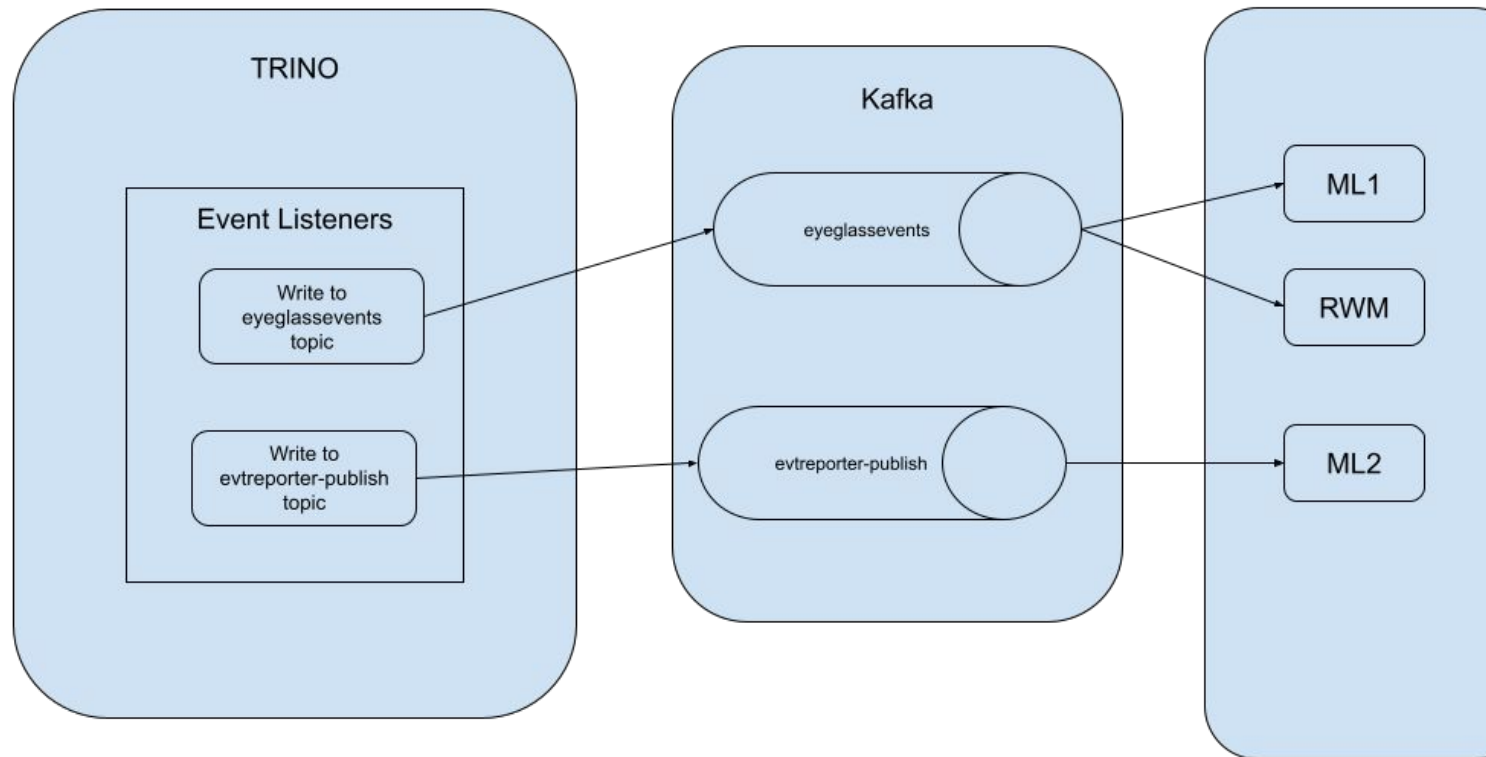 TRINO
Event Listeners
Write to
eyeglassevents
topic
Write to
evtreporter-publish
topic
Kafka
eyeglassevents
evtreporter-publish
ML1
RWM
ML2